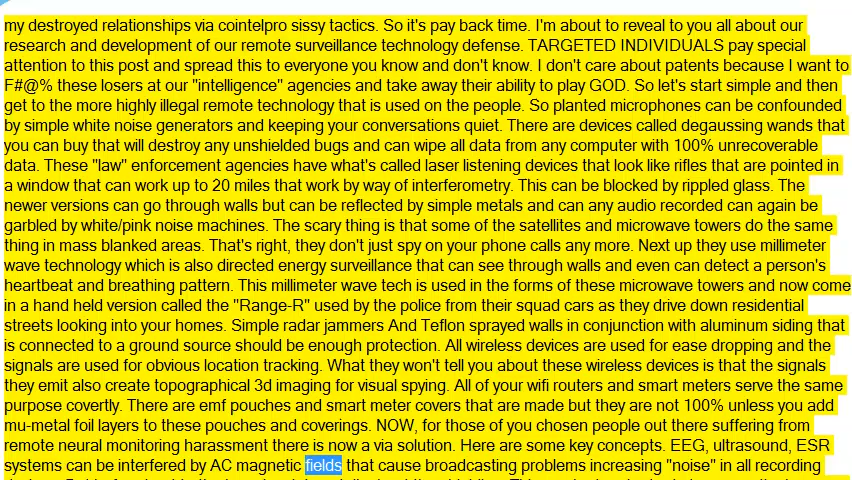 my destroyed relationships via cointelpro sissy tactics. So it's pay back time. I'm about to reveal to you all about our
research and development of our remote surveillance technology defense. TARGETED INDIVIDUALS pay special
attention to this post and spread this to everyone you know and don't know. I don't care about patents because I want to
F#@% these losers at our "intelligence" agencies and take away their ability to play GOD. So let's start simple and then
get to the more highly illegal remote technology that is used on the people. So planted microphones can be confounded
by simple white noise generators and keeping your conversations quiet. There are devices called degaussing wands that
you can buy that will destroy any unshielded bugs and can wipe all data from any computer with 100% unrecoverable
data. These "law" enforcement agencies have what's called laser listening devices that look like rifles that are pointed in
a window that can work up to 20 miles that work by way of interferometry. This can be blocked by rippled glass. The
newer versions can go through walls but can be reflected by simple metals and can any audio recorded can again be
garbled by white/pink noise machines. The scary thing is that some of the satellites and microwave towers do the same
thing in mass blanked areas. That's right, they don't just spy on your phone calls any more. Next up they use millimeter
wave technology which is also directed energy surveillance that can see through walls and even can detect a person's
heartbeat and breathing pattern. This millimeter wave tech is used in the forms of these microwave towers and now come
in a hand held version called the "Range-R" used by the police from their squad cars as they drive down residential
streets looking into your homes. Simple radar jammers And Teflon sprayed walls in conjunction with aluminum siding that
is connected to a ground source should be enough protection. All wireless devices are used for ease dropping and the
signals are used for obvious location tracking. What they won't tell you about these wireless devices is that the signals
they emit also create topographical 3d imaging for visual spying. All of your wifi routers and smart meters serve the same
purpose covertly. There are emf pouches and smart meter covers that are made but they are not 100% unless you add
mu-metal foil layers to these pouches and coverings. NOW, for those of you chosen people out there suffering from
remote neural monitoring harassment there is now a via solution. Here are some key concepts. EEG, ultrasound, ESR
systems can be interfered by AC magnetic fields that cause broadcasting problems increasing "noise" in all recording